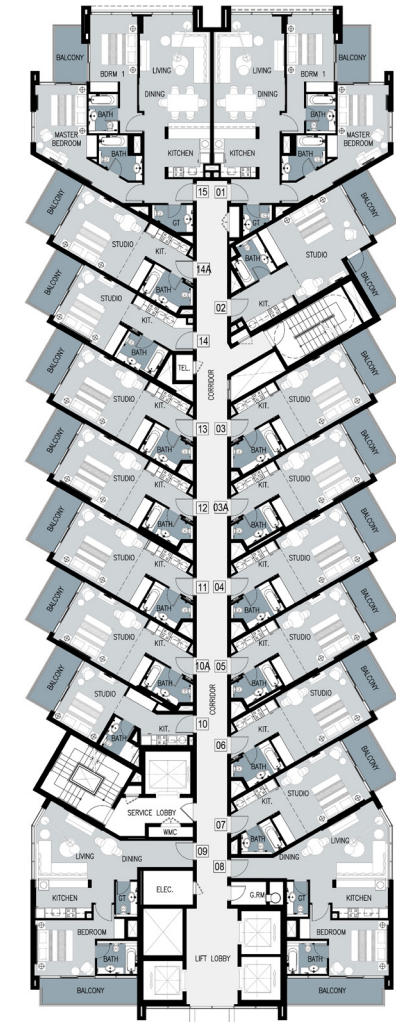 BALCONY
BDRM 1
LIVING
DINING
LIVING
DINING
BDRM 1
BALCONY
MASTER
BEDROOM
BATH
BATH
KITCHEN
KITCHEN
BATH
BATH
MASTER
BEDROOM
15
01
BALCONY
GT
GT
BALCONY
STUDIO
KIT.
STUDIO
BATH
14A
BALCONY
BATH
BALCONY
STUDIO
KIT.
02
KIT.
14
BATH
TEL.
CORRIDOR
BALCONY
STUDIO
KIT.
KIT.
STUDIO
BALCONY
13
03
BATH
BATH
BALCONY
STUDIO
KIT.
KIT.
STUDIO
BALCONY
12
03A
BATH
BATH
BALCONY
STUDIO
KIT.
KIT.
STUDIO
BALCONY
11
04
BATH
BATH
BALCONY
STUDIO
KIT.
KIT.
STUDIO
BALCONY
10A
05
BATH
BATH
BALCONY
STUDIO
CORRIDOR
KIT.
STUDIO
BALCONY
10
KIT.
BATH
06
BATH
KIT.
STUDIO
BALCONY
SERVICE LOBBY
WMC
07
BATH
LIVING
DINING
09
08
DINING
LIVING
KITCHEN
GT
ELEC.
G.RM
GT
KITCHEN
BEDROOM
BEDROOM
BATH
LIFT LOBBY
BATH
BALCONY
BALCONY